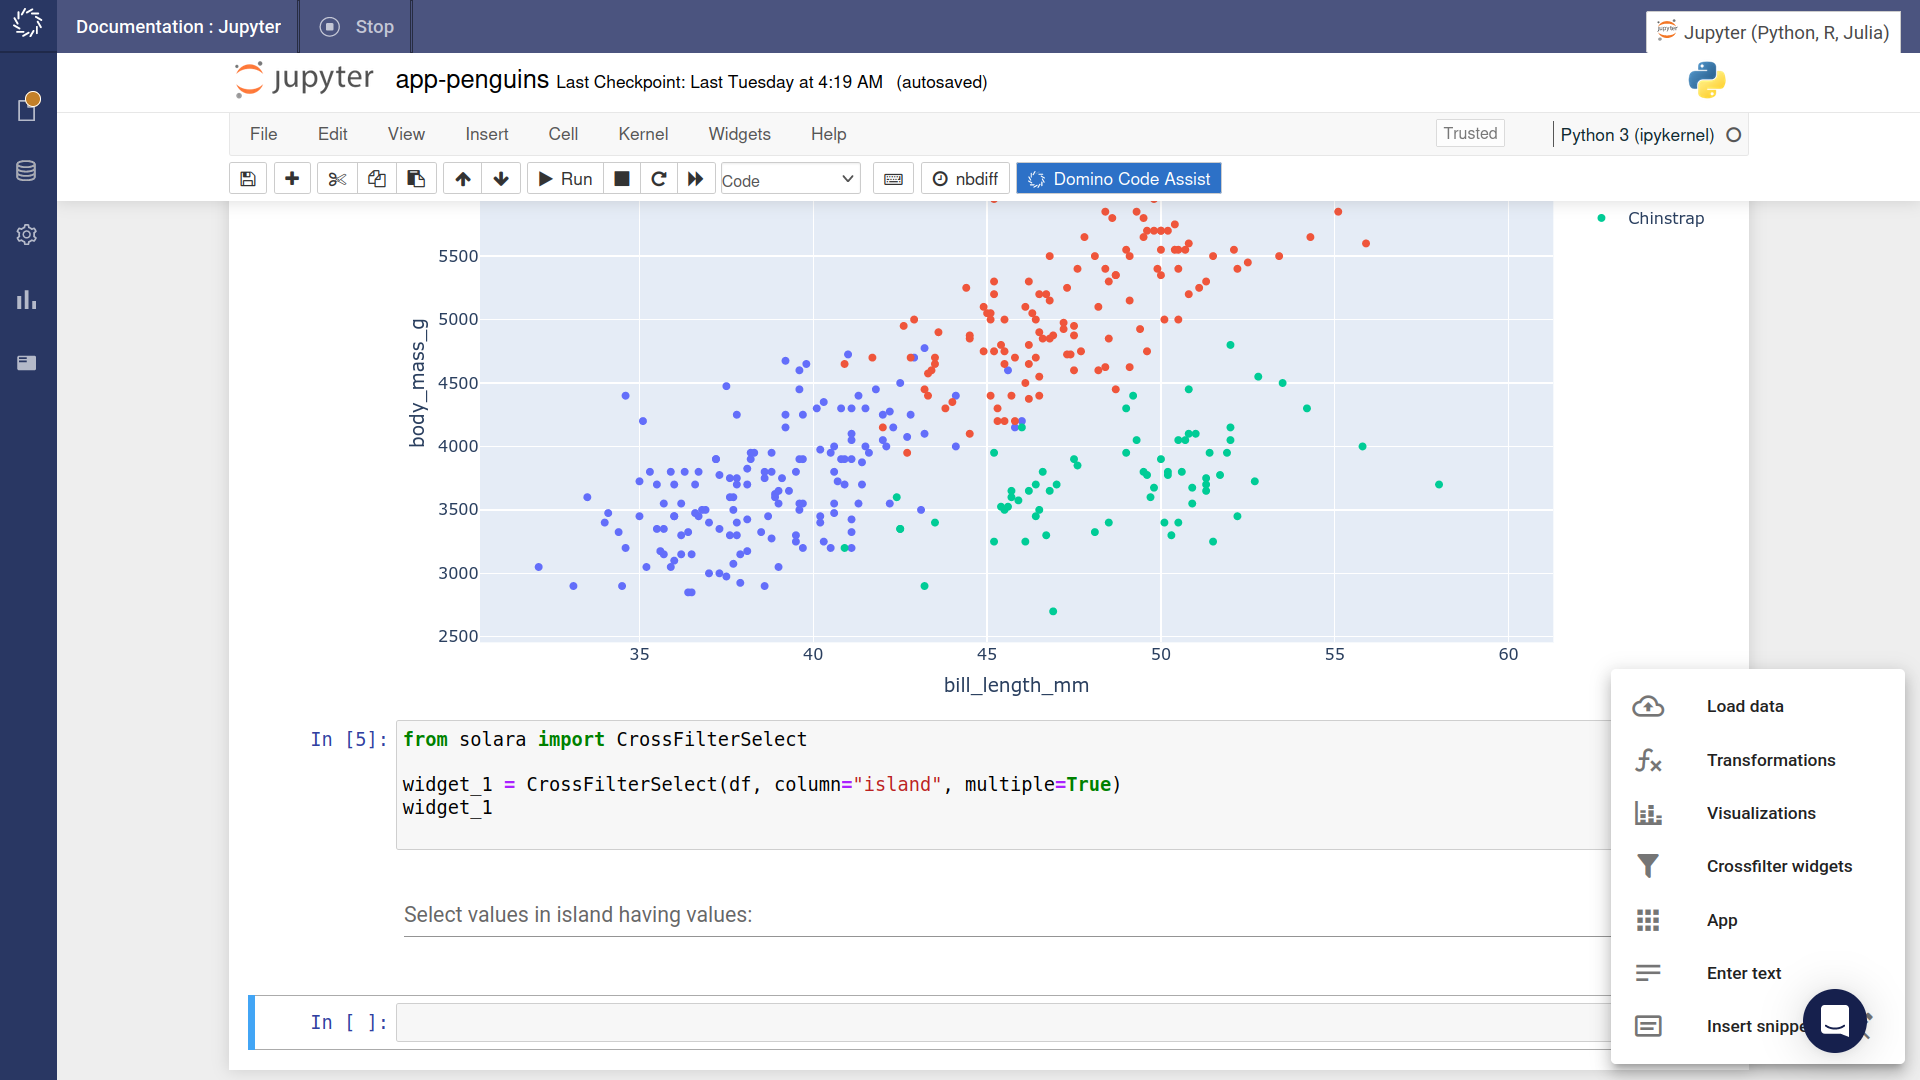 Documentation : Jupyter
Stop
Jupyter (Python, R, Julia)
jupyter
jupyter app-penguins Last Checkpoint: Last Tuesday at 4:19 AM (autosaved)
File Edit View Insert Cell Kernel Widgets Help
Trusted
Python 3 (ipykernel)
Run
Code
nbdiff
Domino Code Assist
Chinstrap
5500
5000
4500
4000
3500
3000
2500
body_mass_g
35 40 45 50 55 60
bill_length_mm
In [5]:
from solara import CrossFilterSelect
widget_1 = CrossFilterSelect(df, column="island", multiple=True)
widget_1
Select values in island having values:
In [ ]:
Load data
Transformations
Visualizations
Crossfilter widgets
App
Enter text
Insert snippe